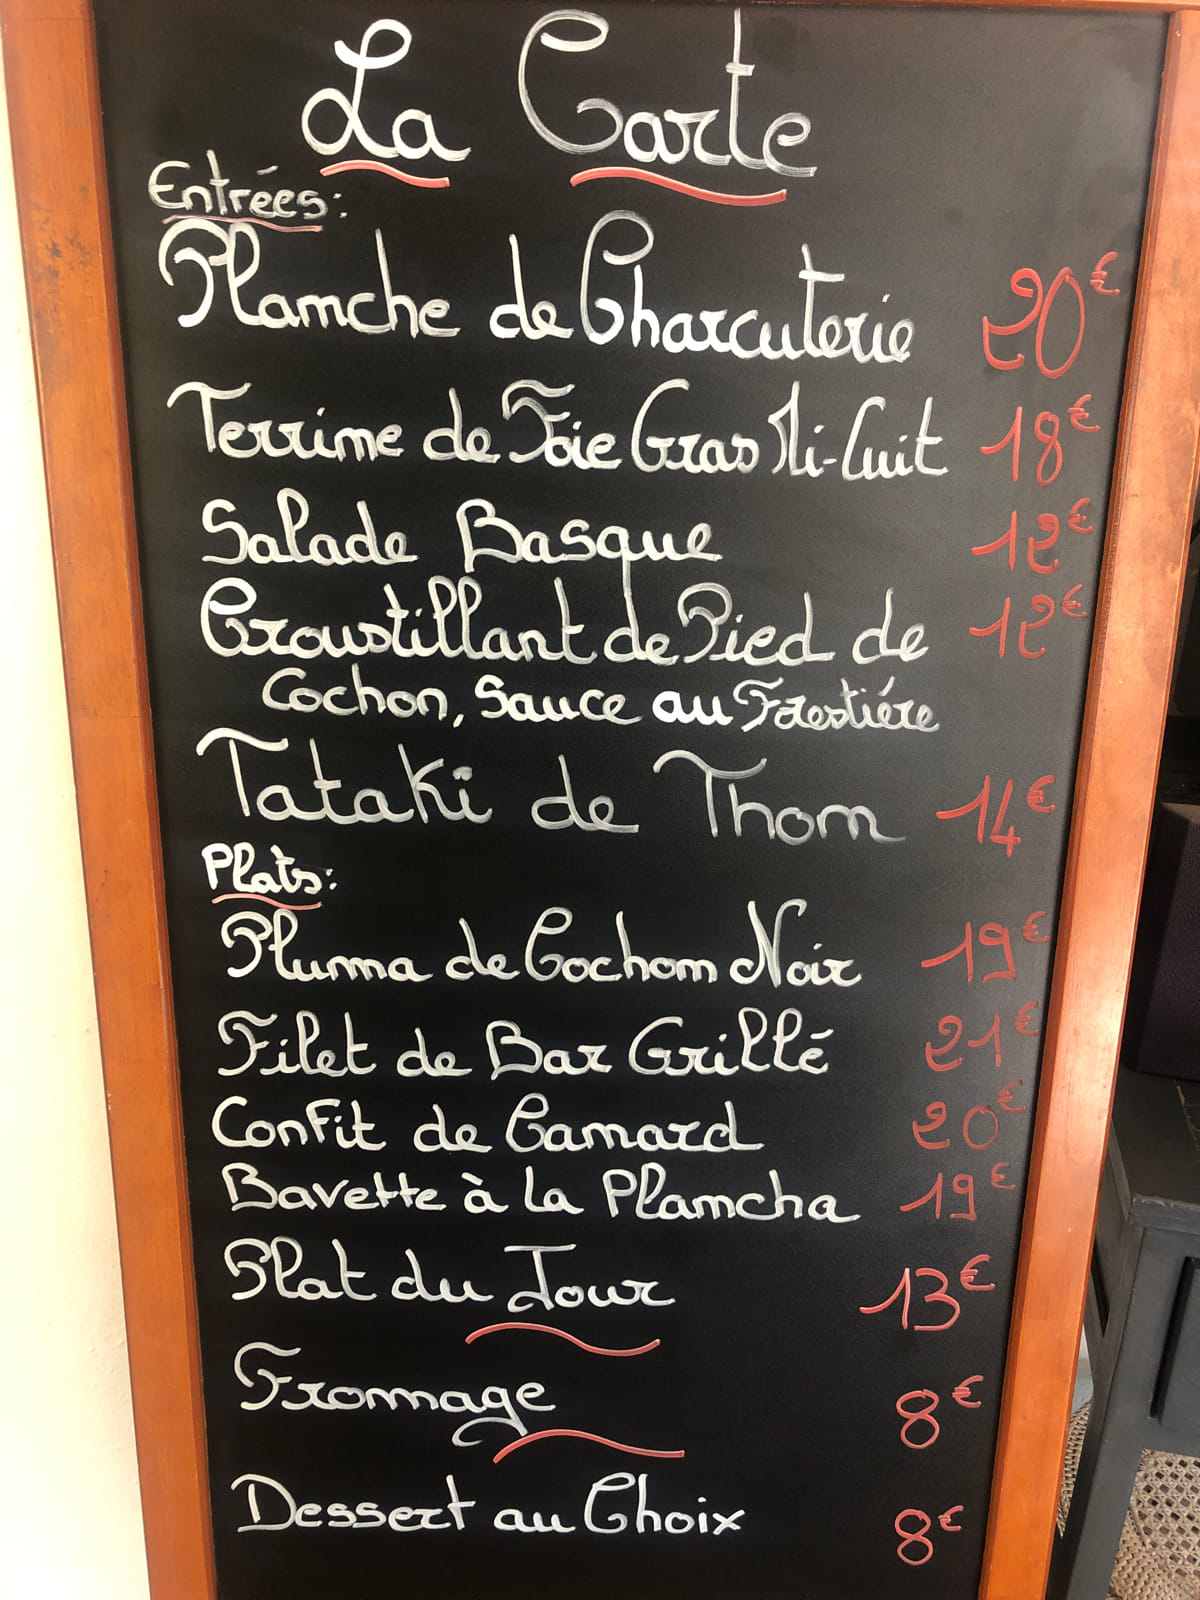 La Carte
Entrées:
Planche de Charcuterie 20€
Terrine de Foie Gras Mi-Cuit 18€
Salade Basque 12€
Croustillant de Pied de 12€
Cochon, Sauce au Forestiére
Tataki de Thon 14€
Plats:
Pluma de Cochon Noir 19€
Filet de Bar Grillé 21€
Confit de Canard 20€
Bavette à la Plancha 19€
Plat du Jour 13€
Fromage 8€
Dessert au Choix 8€